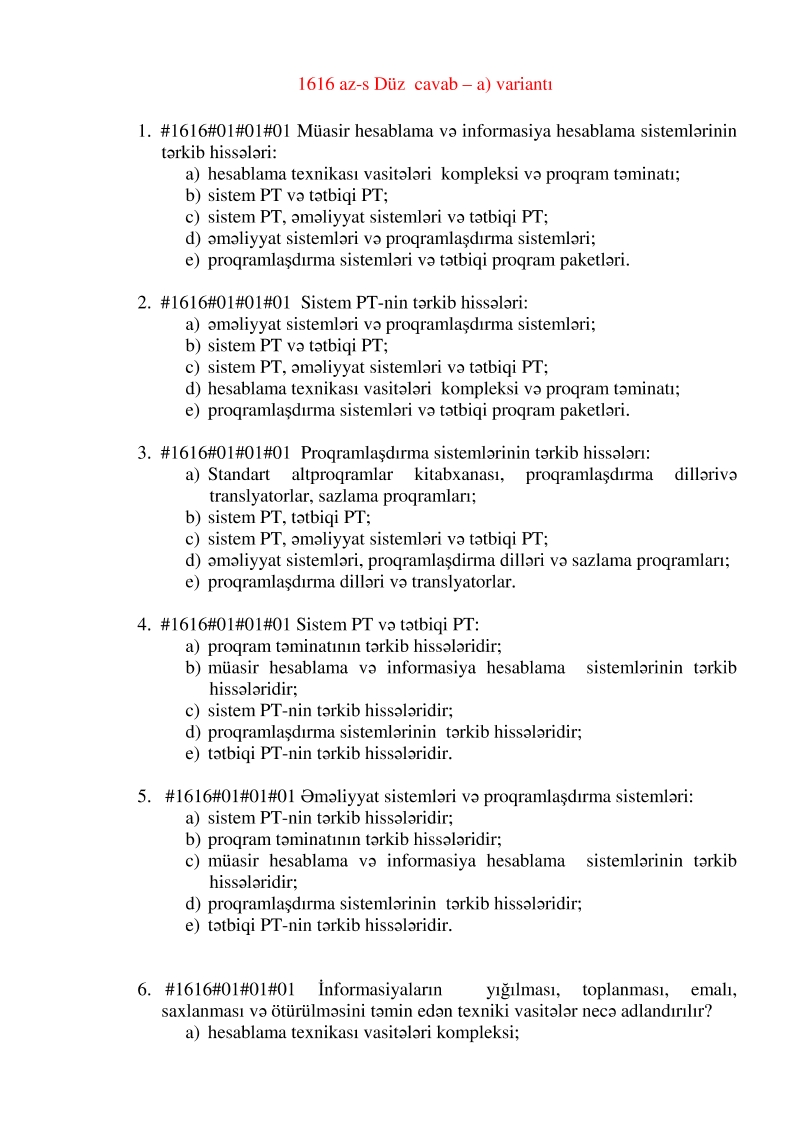 1616 az-s Düz cavab – a) variantı
1. #1616#01#01#01 Müasir hesablama və informasiya hesablama sistemlərinin
tərkib hissələri:
a) hesablama texnikası vasitələri kompleksi və proqram təminatı;
b) sistem PT və tətbiqi PT;
c) sistem PT, əməliyyat sistemləri və tətbiqi PT;
d) əməliyyat sistemləri və proqramlaşdırma sistemləri;
e) proqramlaşdırma sistemləri və tətbiqi proqram paketləri.
2. #1616#01#01#01 Sistem PT-nin tərkib hissələri:
a) əməliyyat sistemləri və proqramlaşdırma sistemləri;
b) sistem PT və tətbiqi PT;
c) sistem PT, əməliyyat sistemləri və tətbiqi PT;
d) hesablama texnikası vasitələri kompleksi və proqram təminatı;
e) proqramlaşdırma sistemləri və tətbiqi proqram paketləri.
3. #1616#01#01#01 Proqramlaşdırma sistemlərinin tərkib hissələrı:
a) Standart altproqramlar kitabxanası, proqramlaşdırma dillərivə
translyatorlar, sazlama proqramları;
b) sistem PT, tətbiqi PT;
c) sistem PT, əməliyyat sistemləri və tətbiqi PT;
d) əməliyyat sistemləri, proqramlaşdirma dilləri və sazlama proqramları;
e) proqramlaşdırma dilləri və translyatorlar.
4. #1616#01#01#01 Sistem PT və tətbiqi PT:
a) proqram təminatının tərkib hissələridir;
b) müasir hesablama və informasiya hesablama sistemlərinin tərkib
hissələridir;
c) sistem PT-nin tərkib hissələridir;
d) proqramlaşdırma sistemlərinin tərkib hissələridir;
e) tətbiqi PT-nin tərkib hissələridir.
5. #1616#01#01#01 Əməliyyat sistemləri və proqramlaşdırma sistemləri:
a) sistem PT-nin tərkib hissələridir;
b) proqram təminatının tərkib hissələridir;
c) müasir hesablama və informasiya hesablama sistemlərinin tərkib
hissələridir;
d) proqramlaşdırma sistemlərinin tərkib hissələridir;
e) tətbiqi PT-nin tərkib hissələridir.
6. #1616#01#01#01 İnformasiyaların yığılması, toplanması, emalı,
saxlanması və ötürülməsini təmin edən texniki vasitələr necə adlandırılır?
a) hesablama texnikası vasitələri kompleksi;